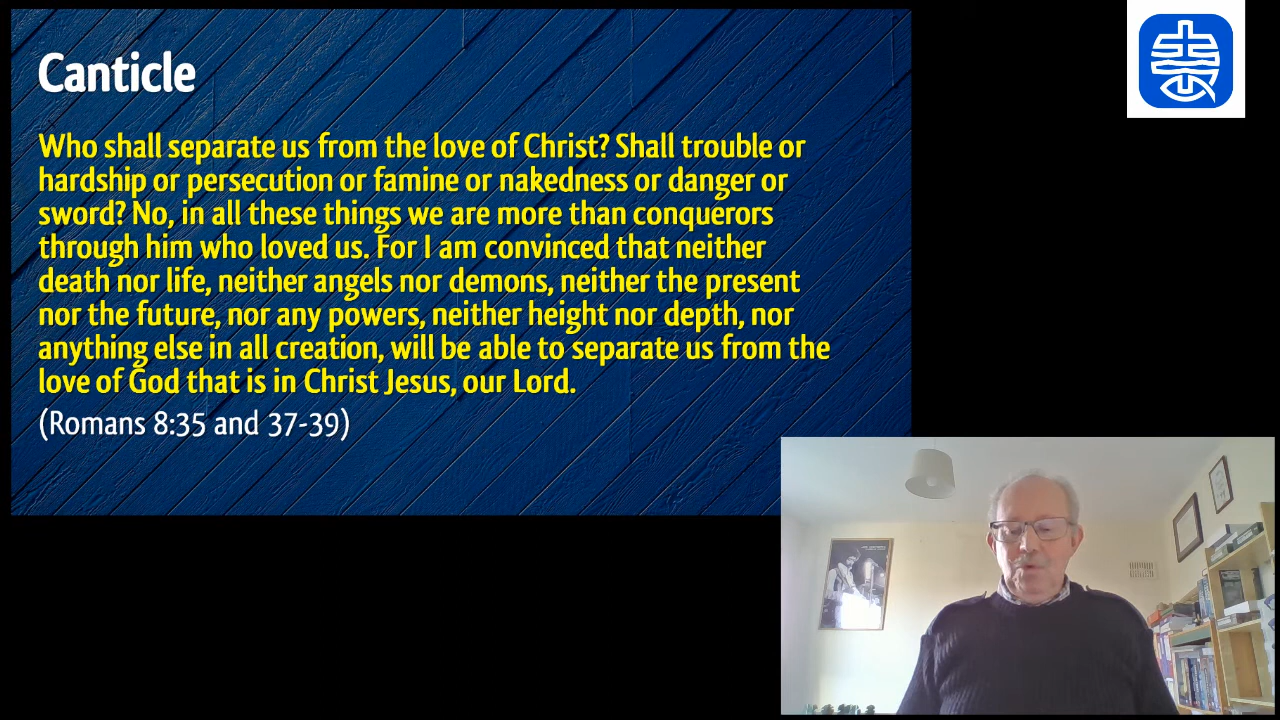 Canticle
Who shall separate us from the love of Christ? Shall trouble or
hardship or persecution or famine or nakedness or danger or
sword? No, in all these things we are more than conquerors
through him who loved us. For I am convinced that neither
death nor life, neither angels nor demons, neither the present
nor the future, nor any powers, neither height nor depth, nor
anything else in all creation, will be able to separate us from the
love of God that is in Christ Jesus, our Lord.
(Romans 8:35 and 37-39)